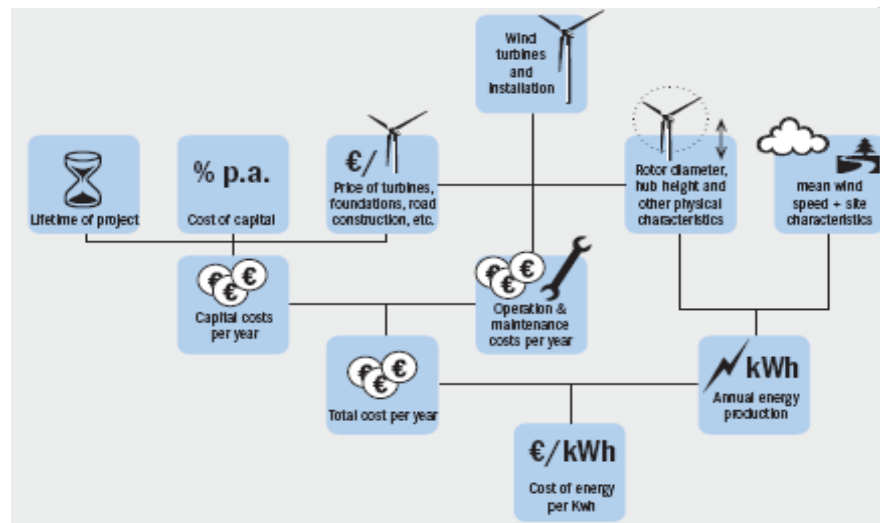 Wind
turbines
and
installation
Lifetime of project
% p.a.
Cost of capital
€/
Price of turbines,
foundations, road
construction, etc.
Rotor diameter,
hub height and
other physical
characteristics
mean wind
speed + site
characteristics
€ € €
Capital costs
per year
€ € €
Operation &
maintenance
costs per year
€ € €
Total cost per year
kWh
Annual energy
production
€/kWh
Cost of energy
per Kwh